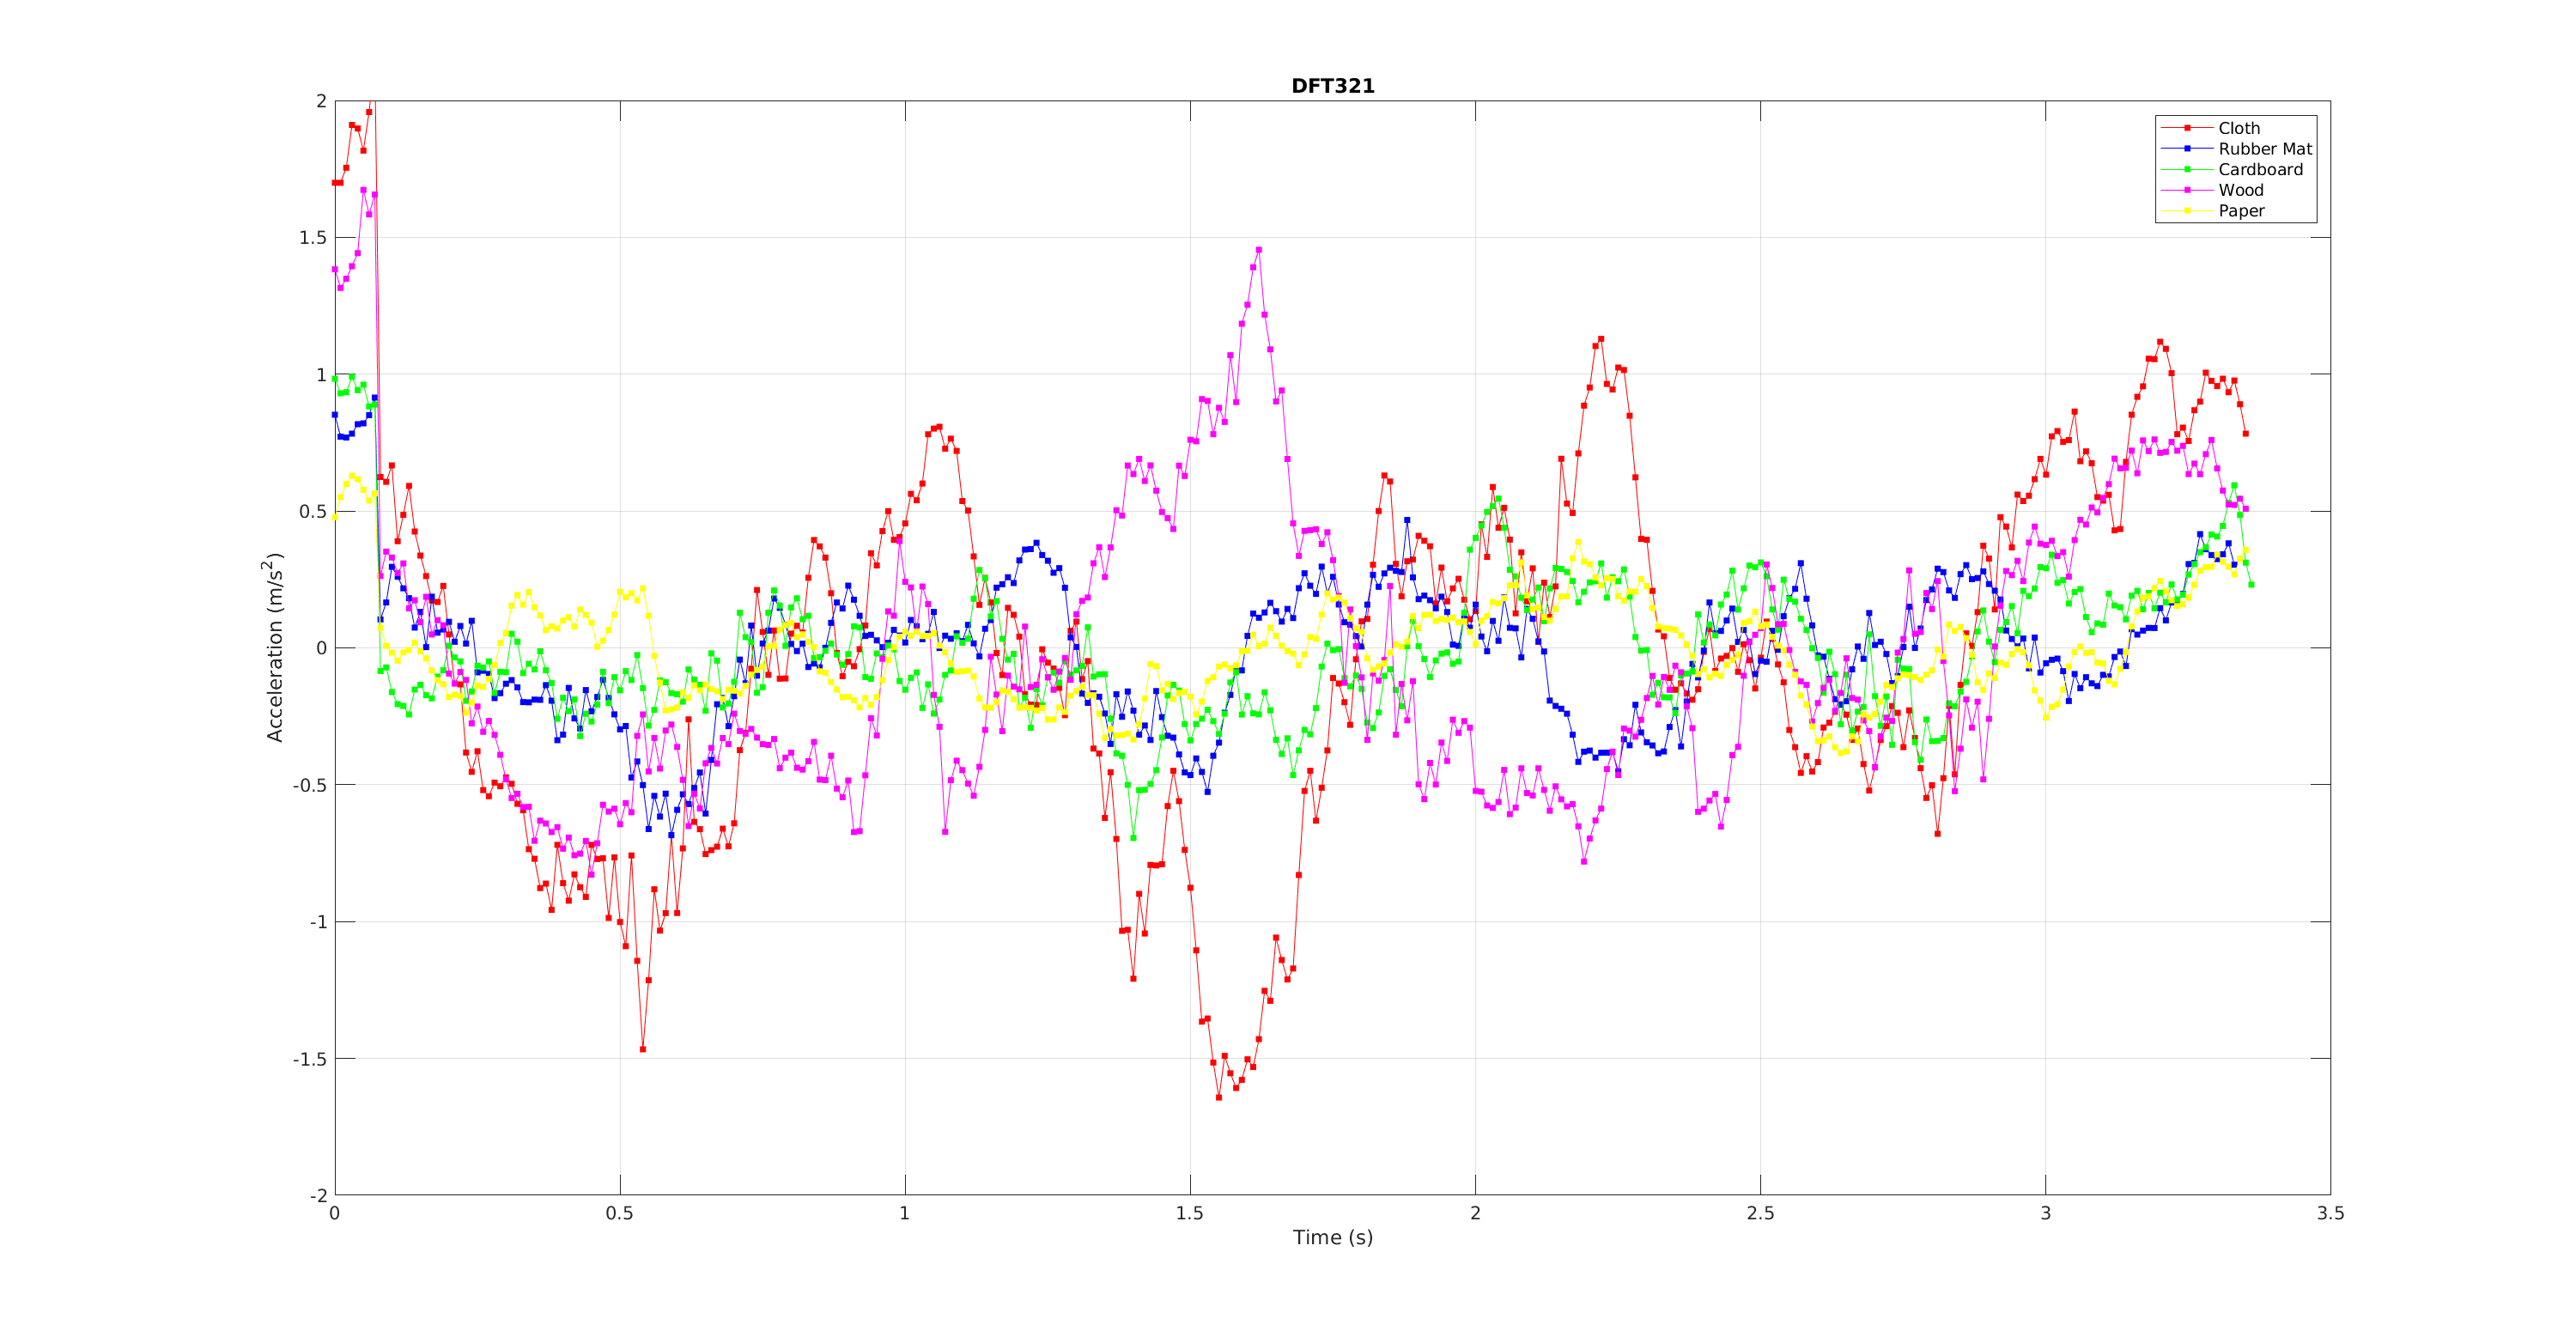 DFT321
Cloth
Rubber Mat
Cardboard
Wood
Paper
Acceleration (m/s²)
2
1.5
1
0.5
0
-0.5
-1
-1.5
-2
0 0.5 1 1.5 2 2.5 3 3.5
Time (s)